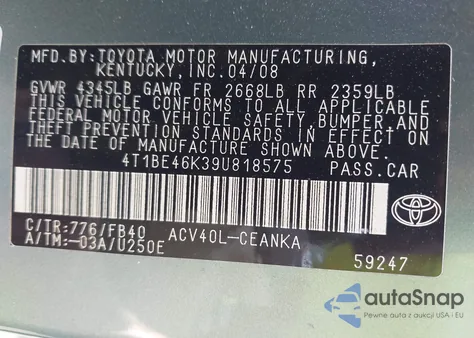 MFD.BY: TOYOTA MOTOR MANUFACTURING,
KENTUCKY, INC. 04/08
GVWR 4345LB GAWR FR 2668LB RR 2359LB
THIS VEHICLE CONFORMS TO ALL APPLICABLE
FEDERAL MOTOR VEHICLE SAFETY, BUMPER, AND
THEFT PREVENTION STANDARDS IN EFFECT ON
THE DATE OF MANUFACTURE SHOWN ABOVE.
4T1BE46K39U818575 PASS.CAR
C/TR:776/FB40 ACV40L-CEANKA
A/TM:-03A/U250E
TOYOTA
59247
autoSnap
Pewne auta z aukcji USA i EU